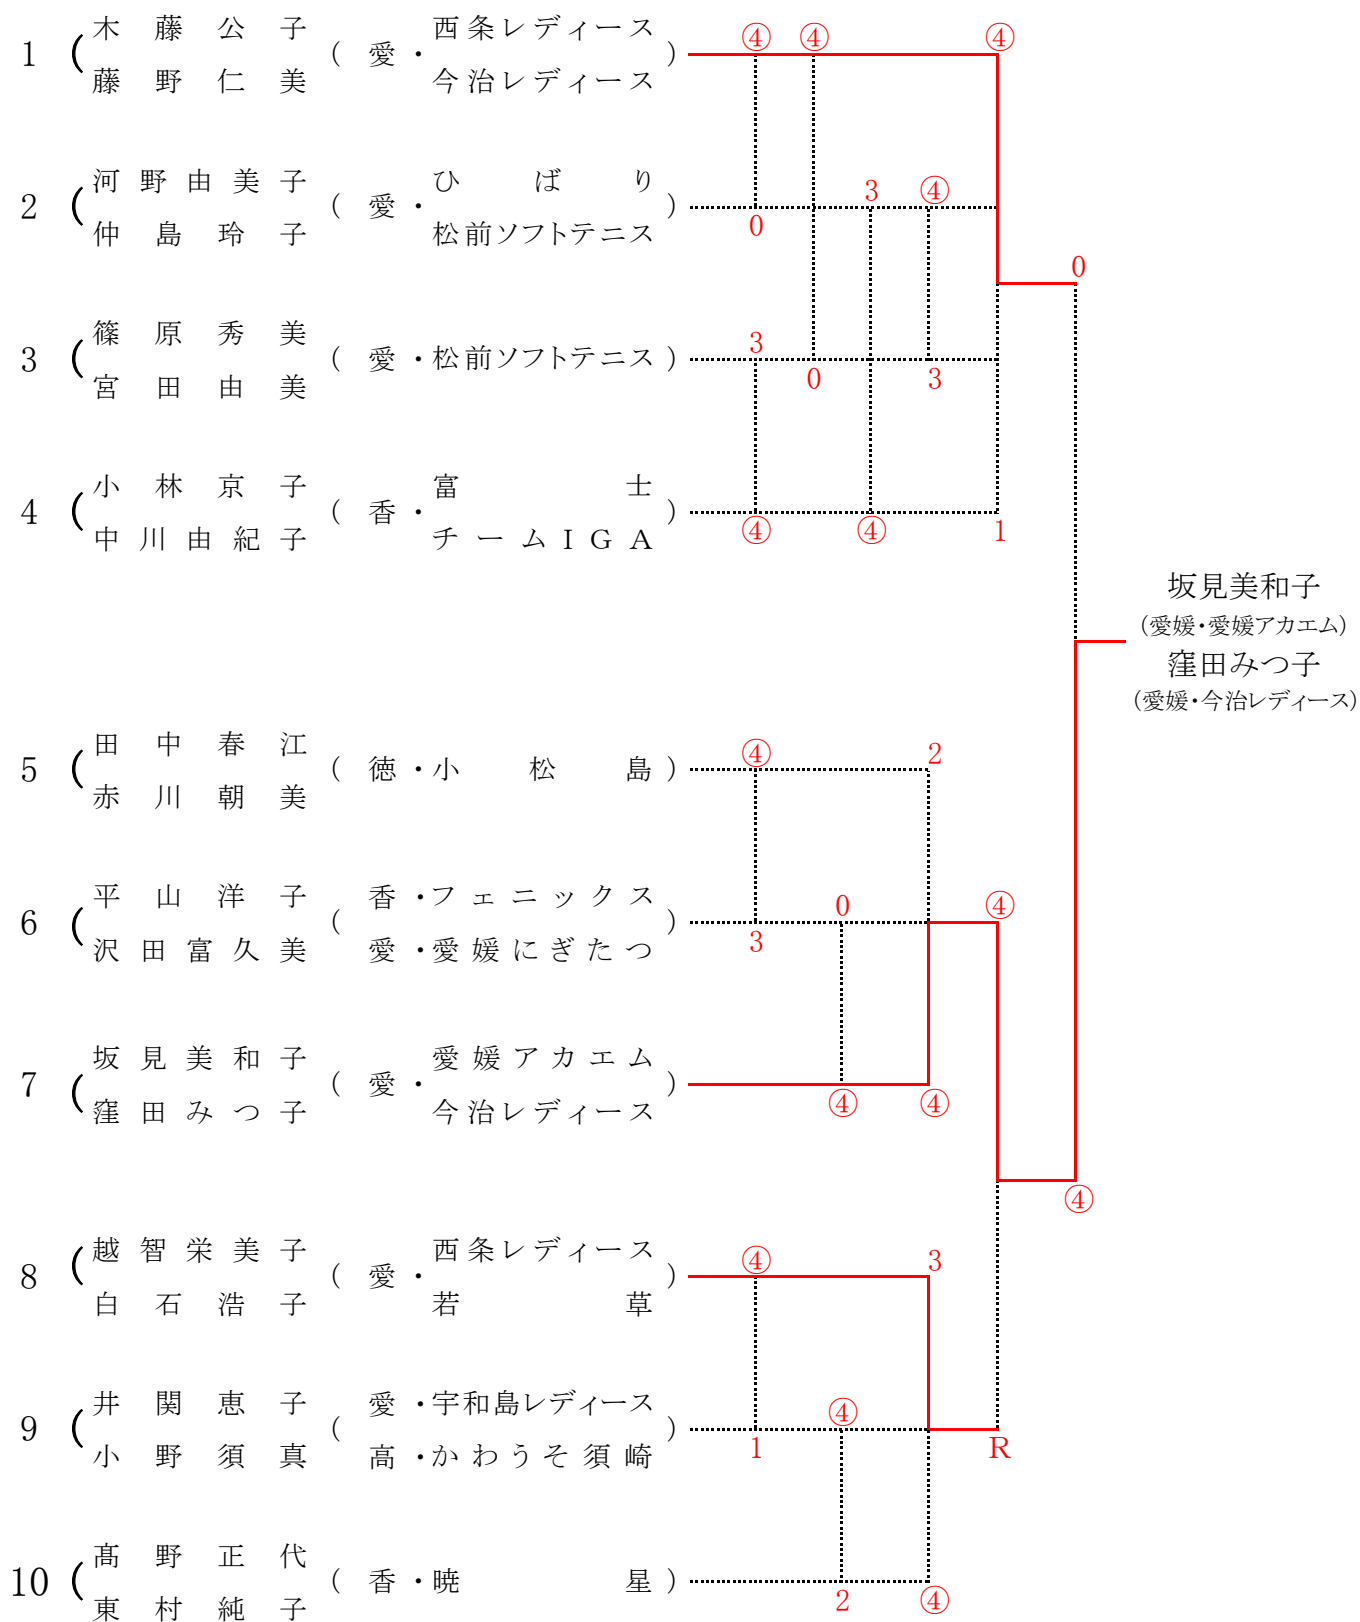 木藤公子 西条レディース ④ ④ ④
1 ( (愛・ )
藤野仁美 今治レディース
河野由美子 ひばり 3 ④
2 ( (愛・ )
仲島玲子 松前ソフトテニス 0
0
篠原秀美 3
3 ( (愛・松前ソフトテニス)
宮田由美 0 3
小林京子 富士
4 ( (香・ )
中川由紀子 チームIGA ④ ④ 1
坂見美和子
(愛媛・愛媛アカエム)
窪田みつ子
(愛媛・今治レディース)
田中春江 ④ 2
5 ( (徳・小松島)
赤川朝美
平山洋子 香・フェニックス 0 ④
6 ( ( )
沢田富久美 愛・愛媛にぎたつ 3
坂見美和子 愛媛アカエム
7 ( (愛・ )
窪田みつ子 今治レディース ④ ④
④
越智栄美子 西条レディース ④ 3
8 ( (愛・ )
白石浩子 若草
井関恵子 愛・宇和島レディース ④
9 ( ( )
小野須真 高・かわうそ須崎 1 R
髙野正代
10 ( (香・暁星)
東村純子 2 ④